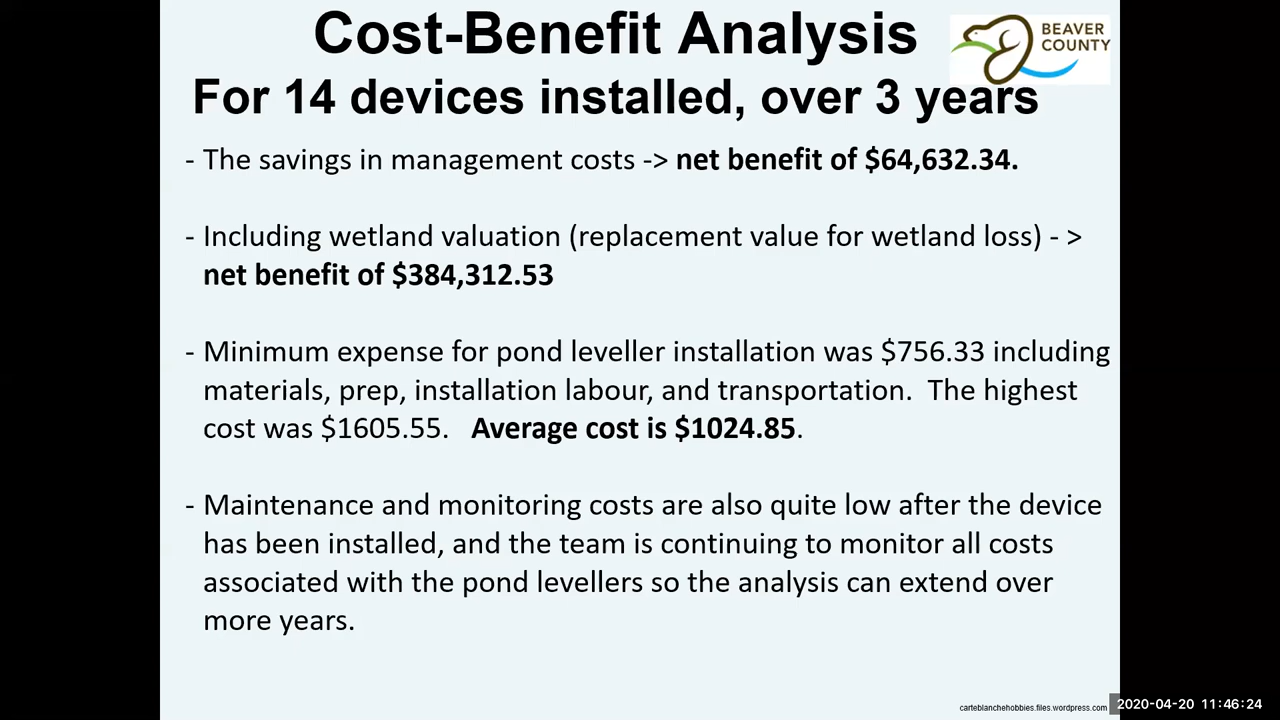 Cost-Benefit Analysis
BEAVER
COUNTY
For 14 devices installed, over 3 years
- The savings in management costs -> net benefit of $64,632.34.
- Including wetland valuation (replacement value for wetland loss) - >
net benefit of $384,312.53
- Minimum expense for pond leveller installation was $756.33 including
materials, prep, installation labour, and transportation.  The highest
cost was $1605.55.   Average cost is $1024.85.
- Maintenance and monitoring costs are also quite low after the device
has been installed, and the team is continuing to monitor all costs
associated with the pond levellers so the analysis can extend over
more years.
carteblanchehobbies.files.wordpress.com
2020-04-20 11:46:24